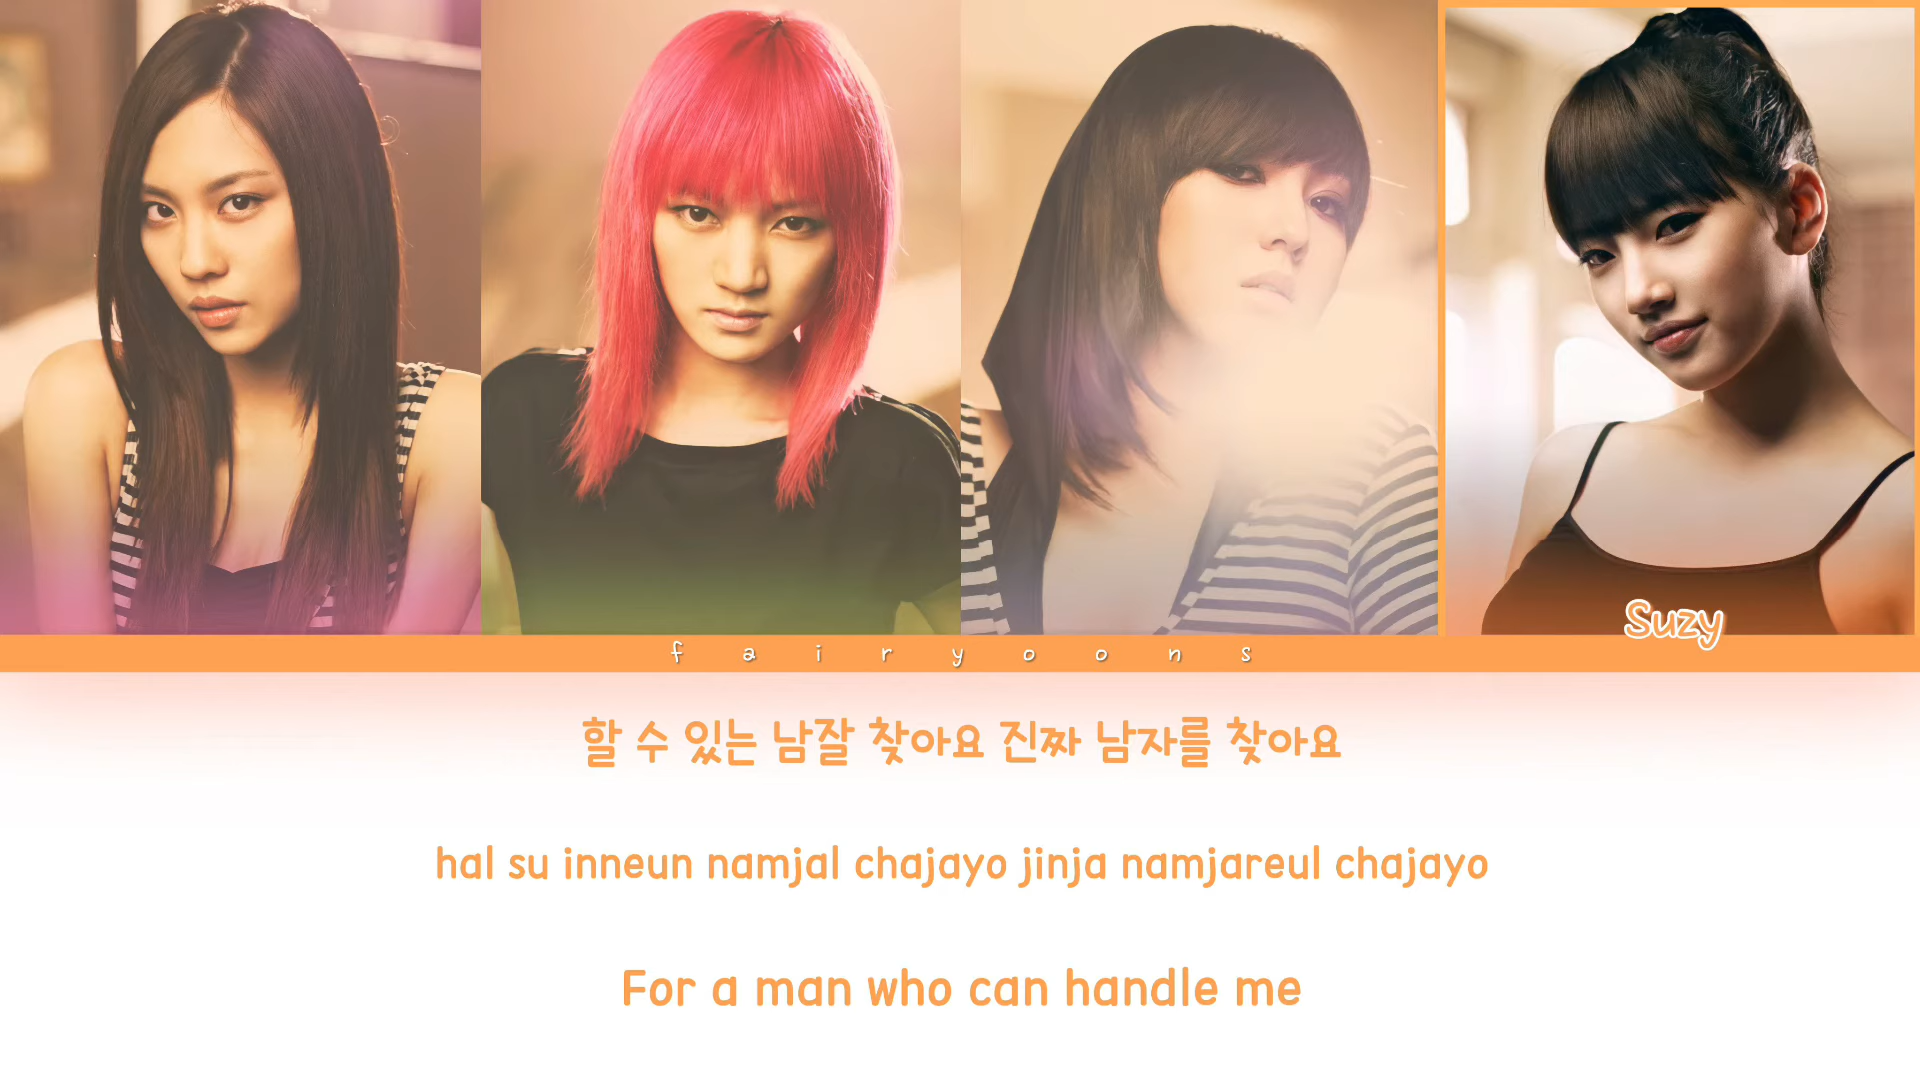 Suzy
fairyoons
할 수 있는 남잘 찾아요 진짜 남자를 찾아요
hal su inneun namjal chajayo jinja namjareul chajayo
For a man who can handle me